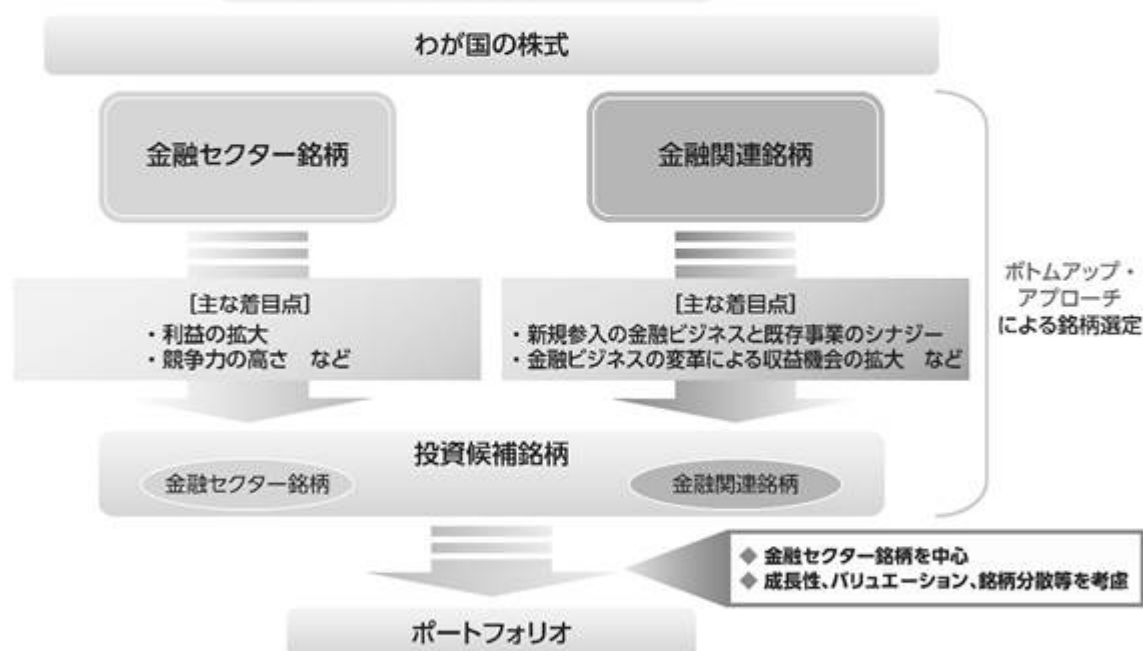 わが国の株式
金融セクター銘柄
金融関連銘柄
[主な着目点]
・利益の拡大
・競争力の高さ　など
[主な着目点]
・新規参入の金融ビジネスと既存事業のシナジー
・金融ビジネスの変革による収益機会の拡大　など
ボトムアップ・
アプローチ
による銘柄選定
投資候補銘柄
金融セクター銘柄
金融関連銘柄
◆ 金融セクター銘柄を中心
◆ 成長性、バリュエーション、銘柄分散等を考慮
ポートフォリオ